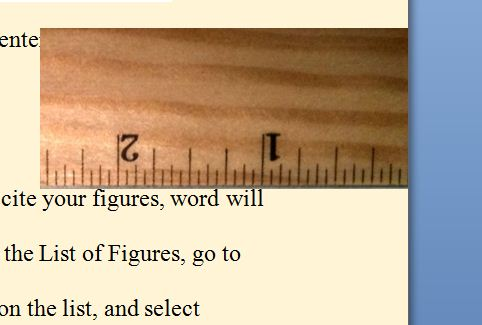 ente
2 1
cite your figures, word will
the List of Figures, go to
on the list, and select